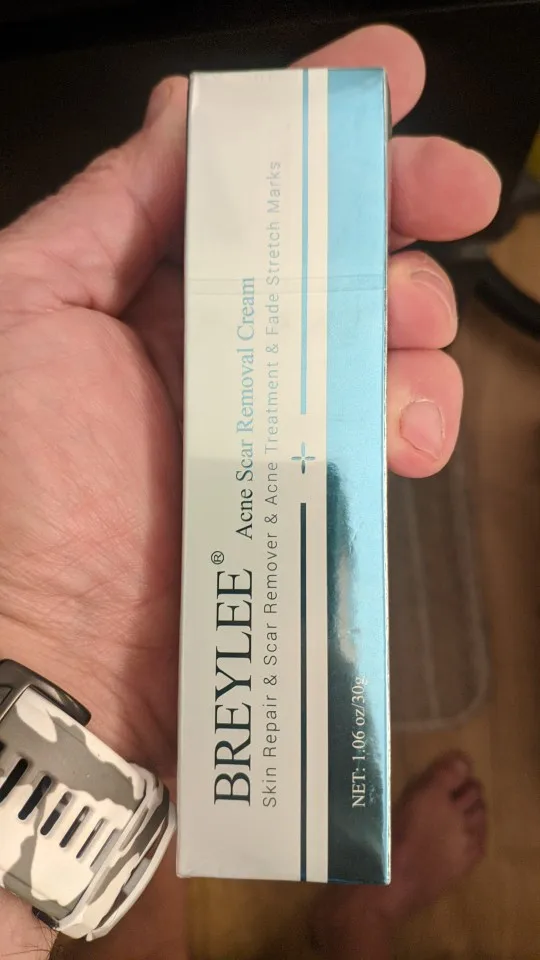 BREYLEE® Acne Scar Removal Cream
Skin Repair & Scar Remover & Acne Treatment & Fade Stretch Marks
NET: 1.06 oz/30g